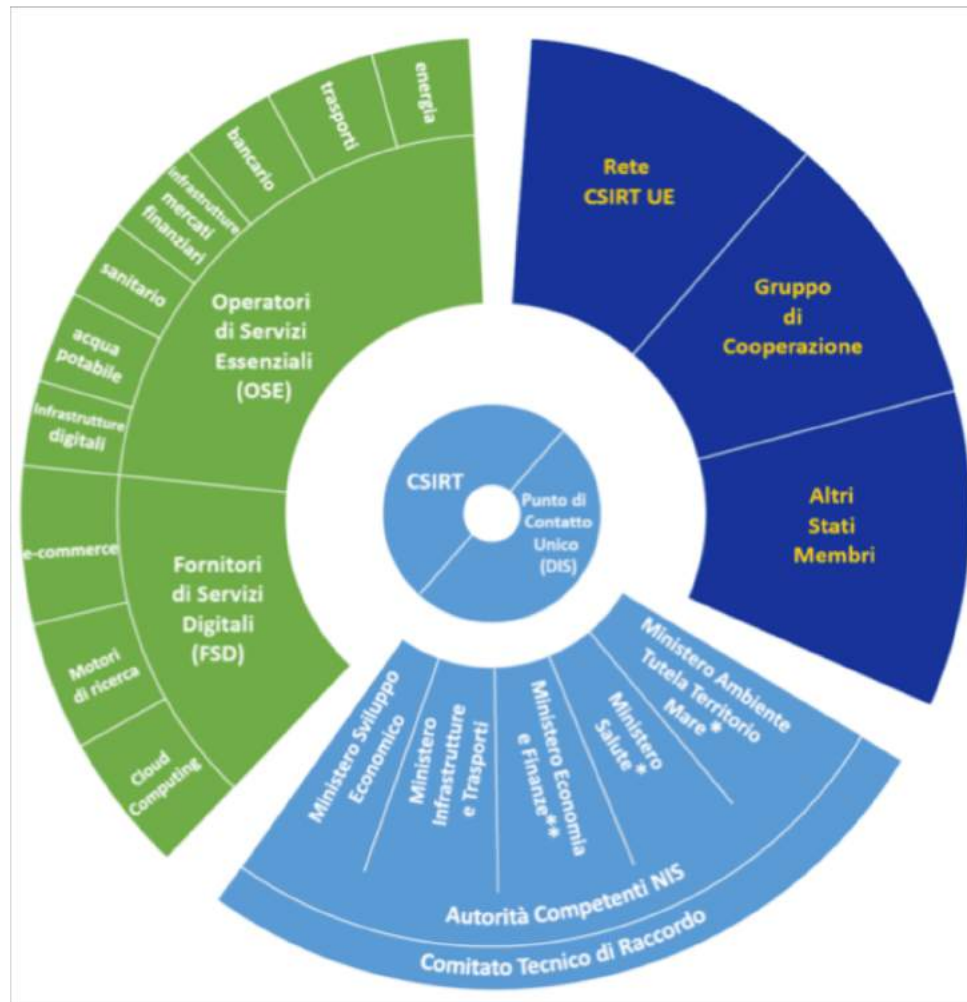 energia
trasporti
bancario
infrastrutture
mercati
finanziari
sanitario
acqua
potabile
Infrastrutture
digitali
Operatori
di Servizi
Essenziali
(OSE)
e-commerce
Motori
di ricerca
Cloud
Computing
Fornitori
di Servizi
Digitali
(FSD)
Rete
CSIRT UE
Gruppo
di
Cooperazione
Altri
Stati
Membri
CSIRT
Punto di
Contatto
Unico
(DIS)
Ministero Sviluppo
Economico
Ministero
Infrastrutture
e Trasporti
Ministero Economia
e Finanze**
Ministero
Salute *
Ministero Ambiente
Tutela Territorio
Mare *
Autorità Competenti NIS
Comitato Tecnico di Raccordo